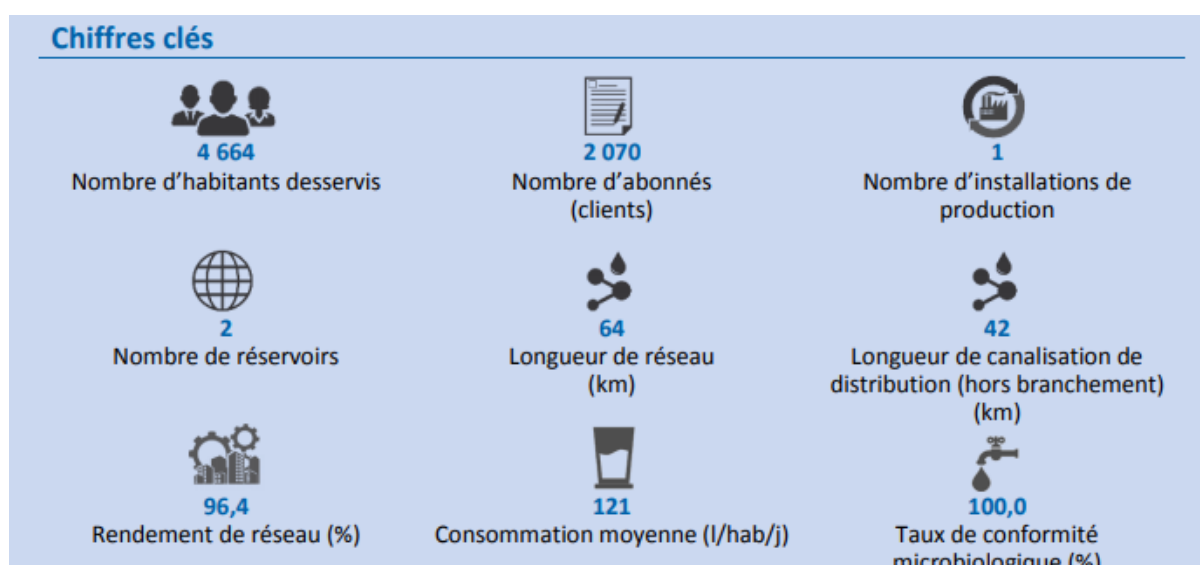 Chiffres clés
4 664
Nombre d’habitants desservis
2 070
Nombre d’abonnés
(clients)
1
Nombre d’installations de
production
2
Nombre de réservoirs
64
Longueur de réseau
(km)
42
Longueur de canalisation de
distribution (hors branchement)
(km)
96,4
Rendement de réseau (%)
121
Consommation moyenne (l/hab/j)
100,0
Taux de conformité
microbiologique (%)